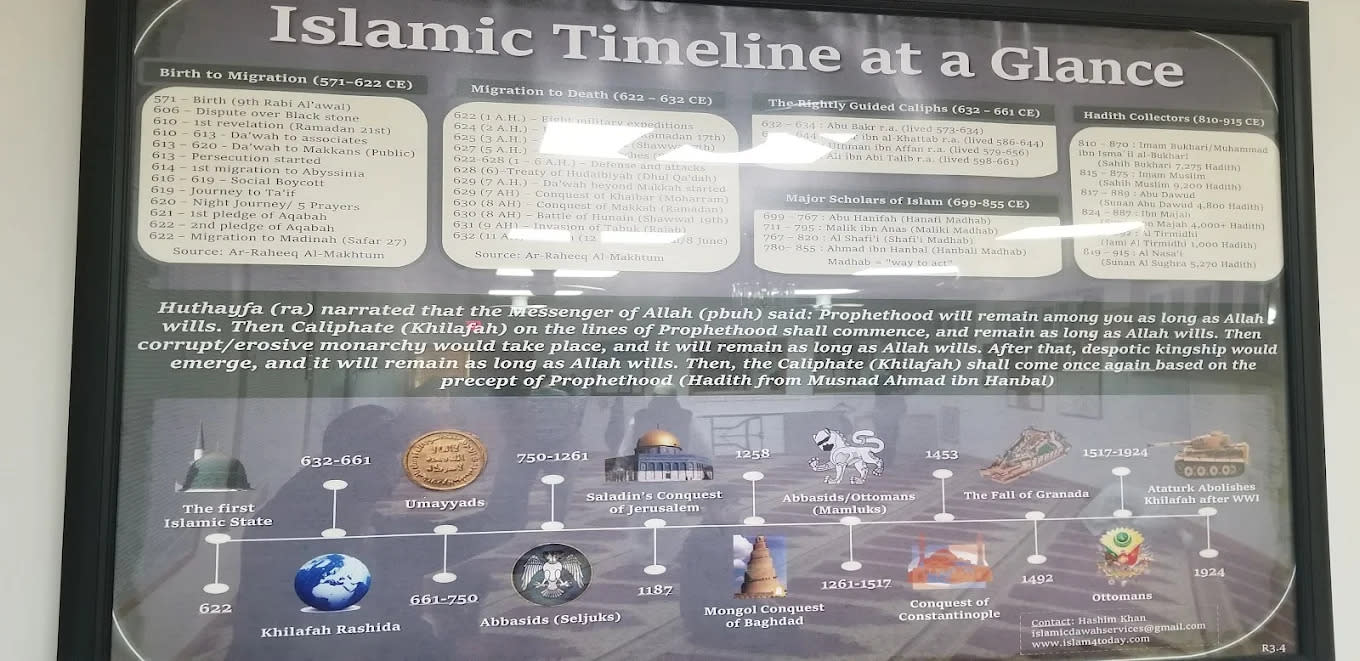 Islamic Timeline at a Glance
Birth to Migration (571-622 CE)
571 - Birth (9th Rabi Al'awal)
606 - Dispute over Black stone
610 - 1st revelation (Ramadan 21st)
610 - 613 - Da'wah to associates
613 - 620 - Da'wah to Makkans (Public)
613 - Persecution started
614 - 1st migration to Abyssinia
616 - 619 - Social Boycott
619 - Journey to Ta'if
620 - Night Journey/ 5 Prayers
621 - 1st pledge of Aqabah
622 - 2nd pledge of Aqabah
622 - Migration to Madinah (Safar 27)
Source: Ar-Raheeq Al-Makhtum
Migration to Death (622 - 632 CE)
622 (1 A.H.) - Eight military expeditions
624 (2 A.H.) - 17th)
625 (3 A.H.)
627 (5 A.H.)
622-628 (1 - 6 A.H.) - Defense and attacks
628 (6)-Treaty of Hudaibiyah (Dhul Qa'dah)
629 (7 A.H.) - Da'wah beyond Makkah started
629 (7 AH) - Conquest of Khaibar (Moharram)
630 (8 AH) - Conquest of Makkah (Ramadan)
630 (8 AH) - Battle of Hunain (Shawwal 19th)
631 (9 AH) - Invasion of Tabuk (Rajab)
632 (11 (12 June)
Source: Ar-Raheeq Al-Makhtum
The Rightly Guided Caliphs (632 - 661 CE)
632 - 634 : Abu Bakr r.a. (lived 573-634)
644 ibn al-Khattab r.a. (lived 586-644)
ibn Affan r.a. (lived 579-656)
Ali ibn Abi Talib r.a. (lived 598-661)
Major Scholars of Islam (699-855 CE)
699 - 767 : Abu Hanifah (Hanafi Madhab)
711 - 795 : Malik ibn Anas (Maliki Madhab)
767 - 820 : Al Shafi'i (Shafi'i Madhab)
780- 855 : Ahmad ibn Hanbal (Hanbali Madhab)
Madhab = "way to act"
Hadith Collectors (810-915 CE)
810 - 870 : Imam Bukhari/Muhammad
ibn Isma'il al-Bukhari
(Sahih Bukhari 7,275 Hadith)
815 - 875 : Imam Muslim
(Sahih Muslim 9,200 Hadith)
817 - 889 : Abu Dawud
(Sunan Abu Dawud 4,800 Hadith)
824 - 887 : Ibn Majah
Majah 4,000+ Hadith)
Al Tirmidhi
(Jami Al Tirmidhi 1,000 Hadith)
819 - 915 : Al Nasa'i
(Sunan Al Sughra 5,270 Hadith)
Huthayfa (ra) narrated that the Messenger of Allah (pbuh) said: Prophethood will remain among you as long as Allah
wills. Then Caliphate (Khilafah) on the lines of Prophethood shall commence, and remain as long as Allah wills. Then
corrupt/erosive monarchy would take place, and it will remain as long as Allah wills. After that, despotic kingship would
emerge, and it will remain as long as Allah wills. Then, the Caliphate (Khilafah) shall come once again based on the
precept of Prophethood (Hadith from Musnad Ahmad ibn Hanbal)
The first
Islamic State
622
632-661
Khilafah Rashida
Umayyads
661-750
750-1261
Abbasids (Seljuks)
Saladin's Conquest
of Jerusalem
1187
1258
Mongol Conquest
of Baghdad
Abbasids/Ottomans
(Mamluks)
1261-1517
1453
Conquest of
Constantinople
The Fall of Granada
1492
1517-1924
Ottomans
Ataturk Abolishes
Khilafah after WWI
1924
Contact: Hashim Khan
islamicdawahservices@gmail.com
www.islam4today.com
R3.4